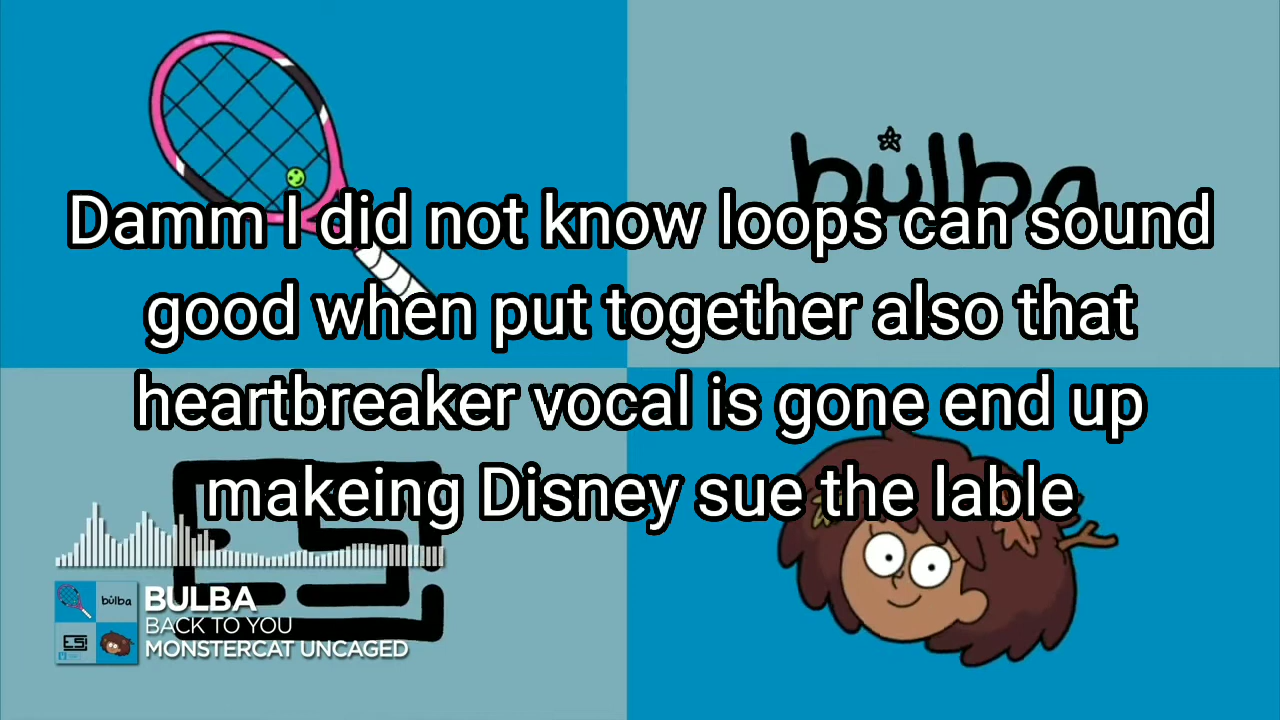 bulba
Damm I did not know loops can sound
good when put together also that
heartbreaker vocal is gone end up
makeing Disney sue the lable
bulba
BULBA
BACK TO YOU
MONSTERCAT UNCAGED